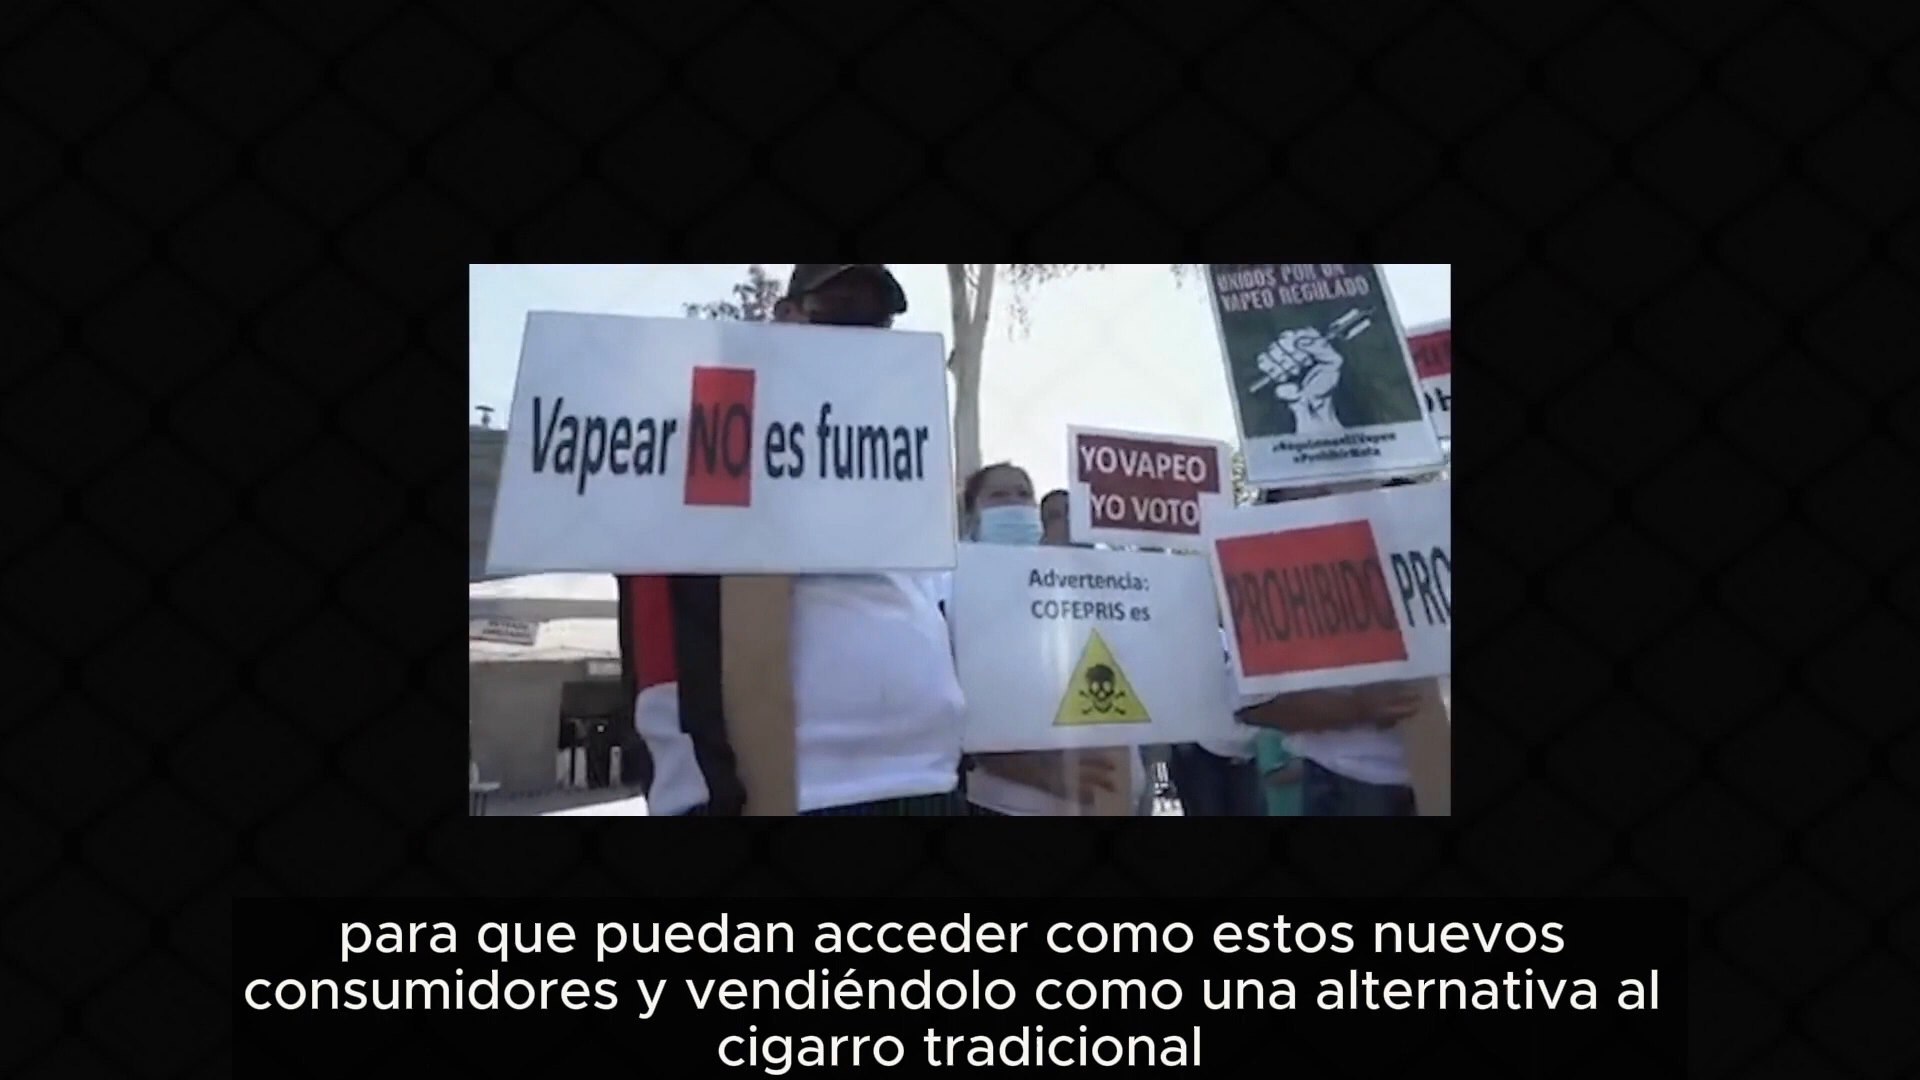 UNIDOS POR UN
VAPEO REGULADO
Vapear NO es fumar
YO VAPEO
YO VOTO
Advertencia:
COFEPRIS es
PROHIBIDO PRO
para que puedan acceder como estos nuevos
consumidores y vendiéndolo como una alternativa al
cigarro tradicional